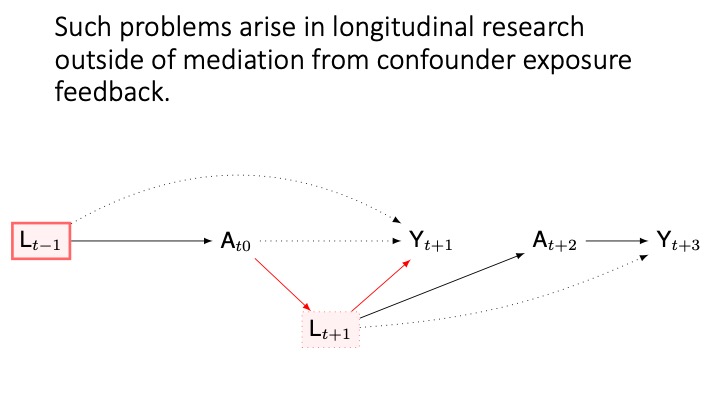 Such problems arise in longitudinal research
outside of mediation from confounder exposure
feedback.
L_{t−1} A_{t0} Y_{t+1} A_{t+2} Y_{t+3}
L_{t+1}